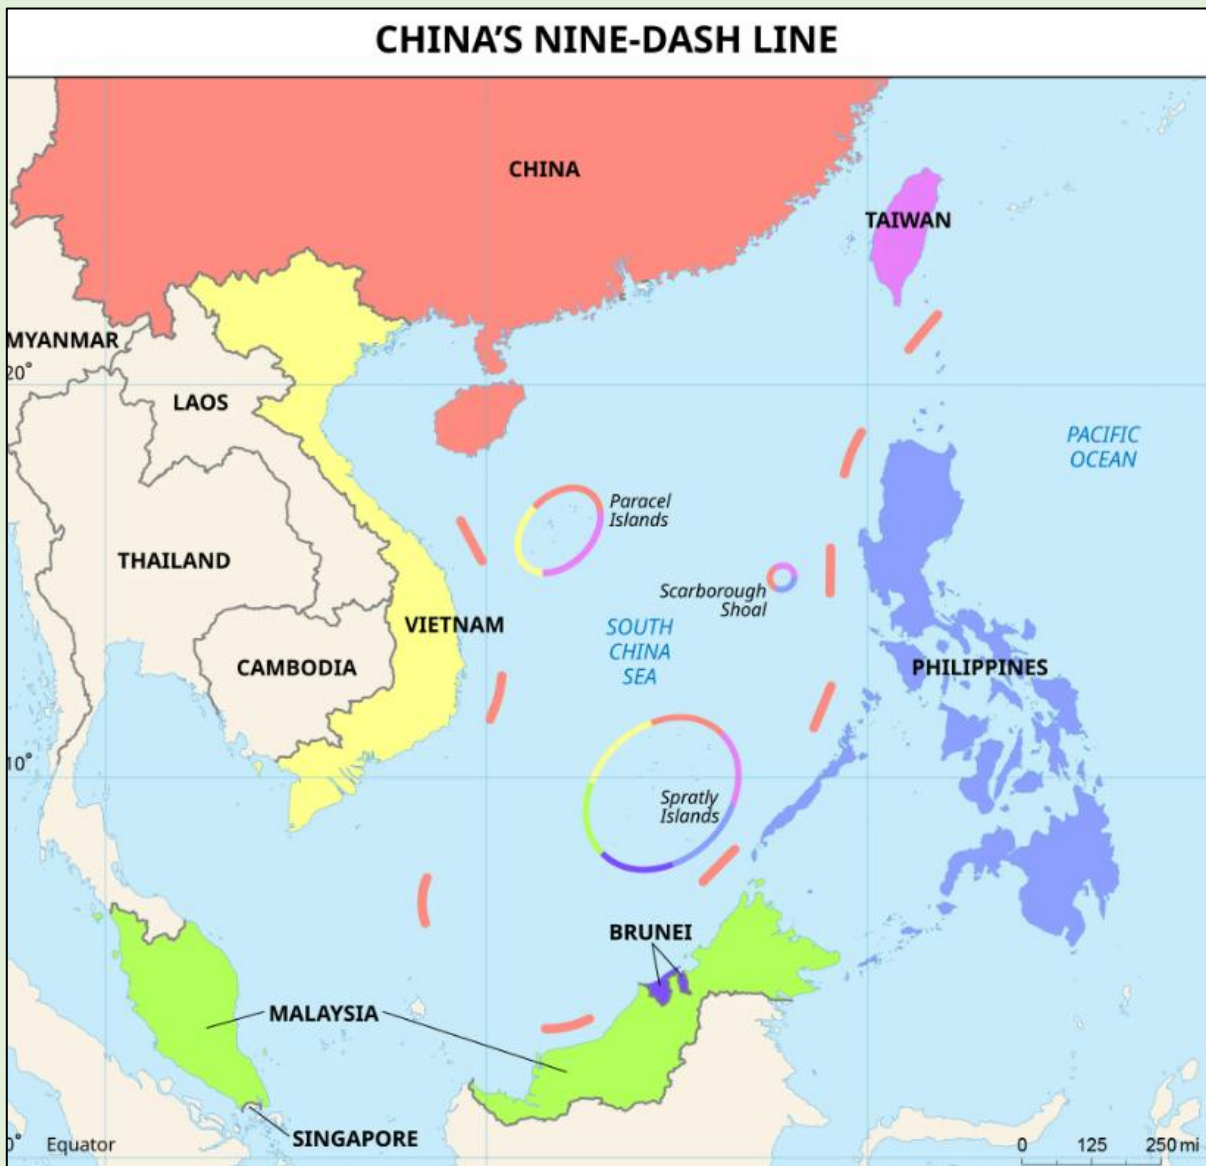 CHINA’S NINE-DASH LINE
CHINA
TAIWAN
MYANMAR
20°
LAOS
PACIFIC
OCEAN
Paracel
Islands
THAILAND
Scarborough
Shoal
VIETNAM
SOUTH
CHINA
SEA
CAMBODIA
PHILIPPINES
10°
Spratly
Islands
BRUNEI
MALAYSIA
SINGAPORE
0° Equator
0 125 250 mi